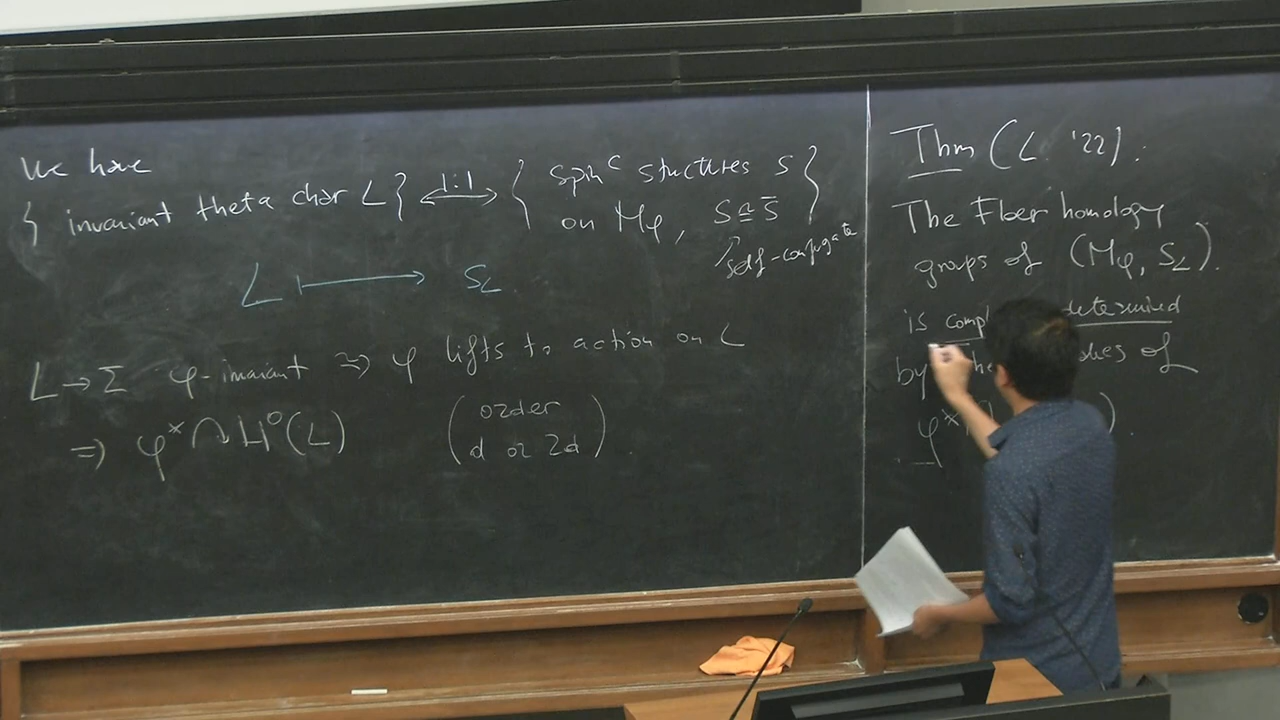 We have
{ invariant theta char L } ⟷ 1:1 { spin^c structures s
on M_φ, s ≅ s̄ }
self-conjugate
L ⟼ s_L
L → Σ φ-invariant ⇒ φ lifts to action on L
⇒ φ* ↷ H⁰(L) (order
d or 2d)
Thm (L. '22):
The Floer homology
groups of (M_φ, s_L).
is determined
by of
φ* ).